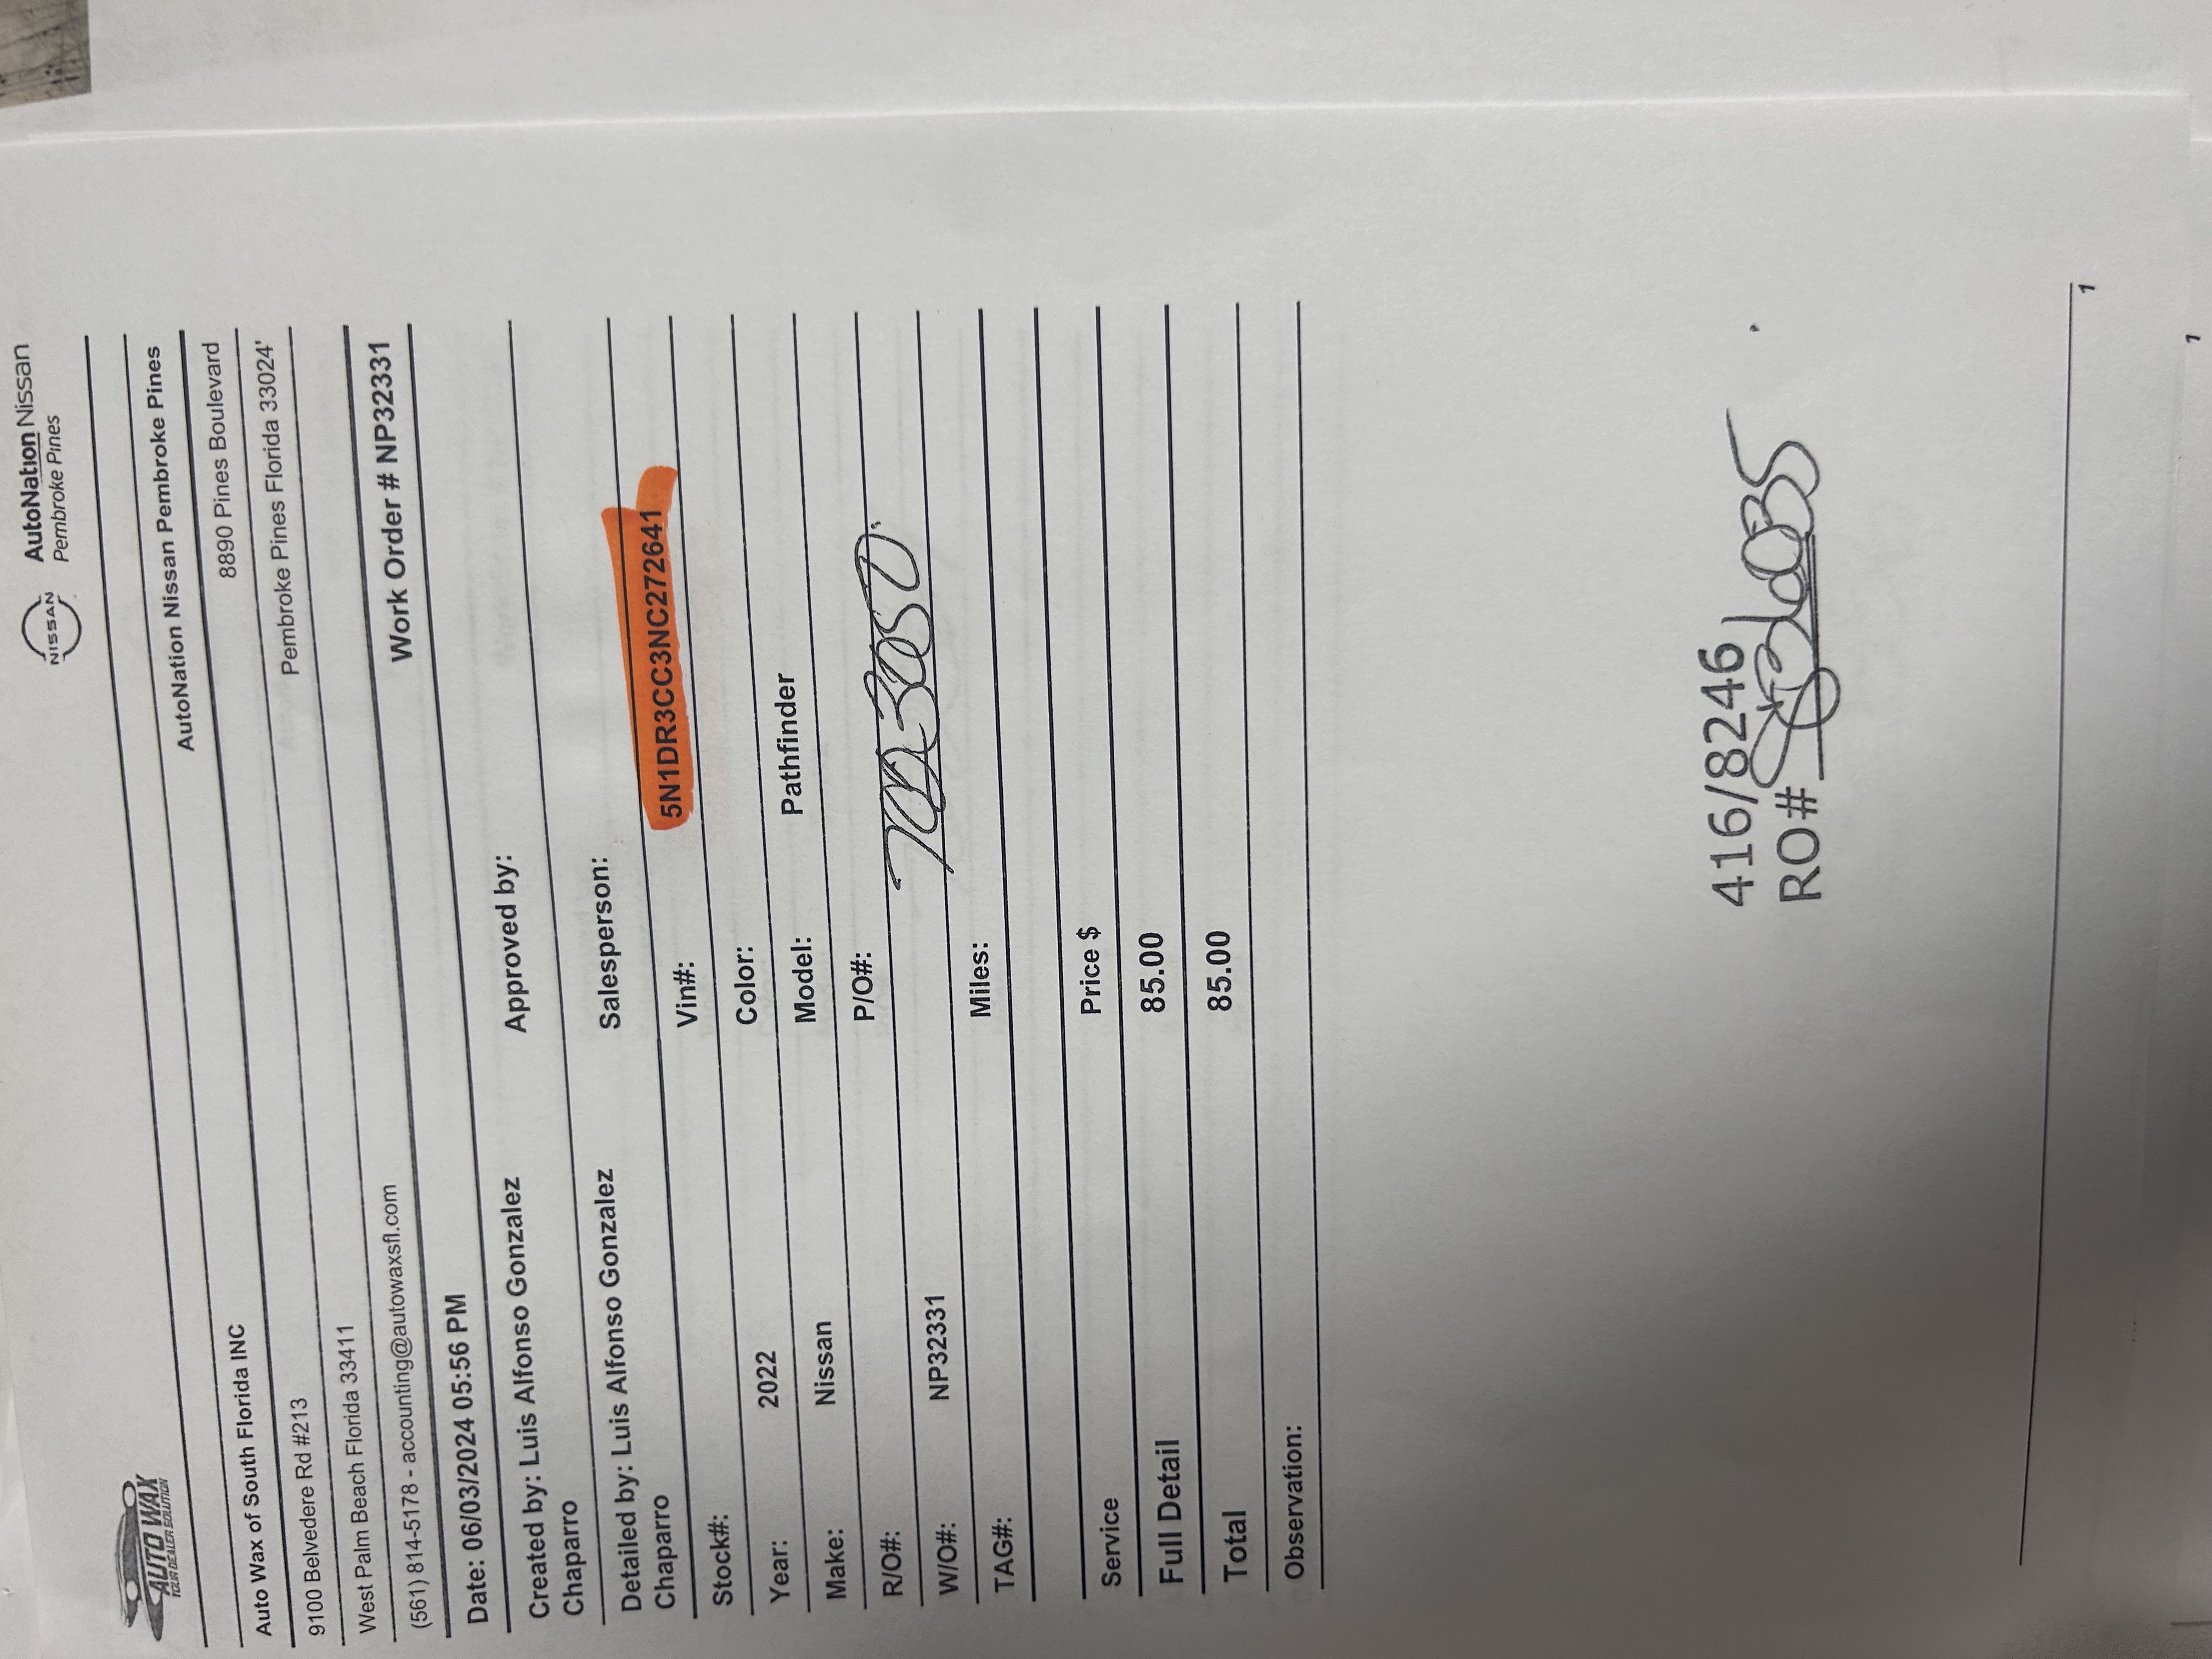 AUTO WAX
YOUR DEALER SOLUTION
NISSAN
AutoNation Nissan
Pembroke Pines
AutoNation Nissan Pembroke Pines
Auto Wax of South Florida INC
8890 Pines Boulevard
9100 Belvedere Rd #213
Pembroke Pines Florida 33024'
West Palm Beach Florida 33411
(561) 814-5178 - accounting@autowaxsfl.com
Work Order # NP32331
Date: 06/03/2024 05:56 PM
Created by: Luis Alfonso Gonzalez Approved by:
Chaparro
Detailed by: Luis Alfonso Gonzalez Salesperson:
Chaparro
Stock#: Vin#: 5N1DR3CC3NC272641
Year: 2022 Color:
Make: Nissan Model: Pathfinder
R/O#: P/O#:
W/O#: NP32331
TAG#: Miles:
Service Price $
Full Detail 85.00
Total 85.00
Observation:
416/8246
RO#
1
1